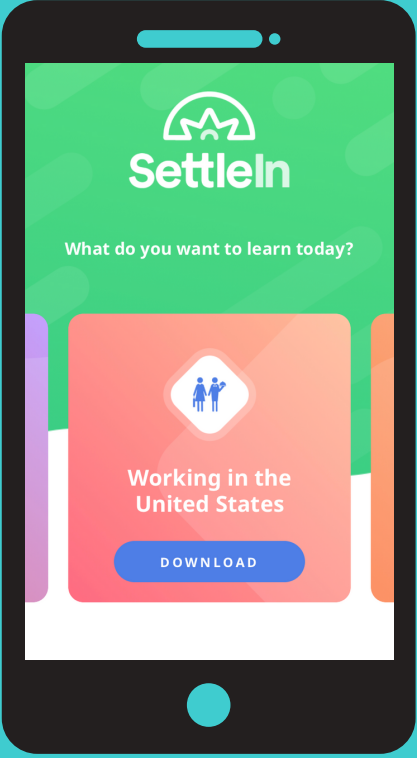 SettleIn
What do you want to learn today?
Working in the
United States
DOWNLOAD